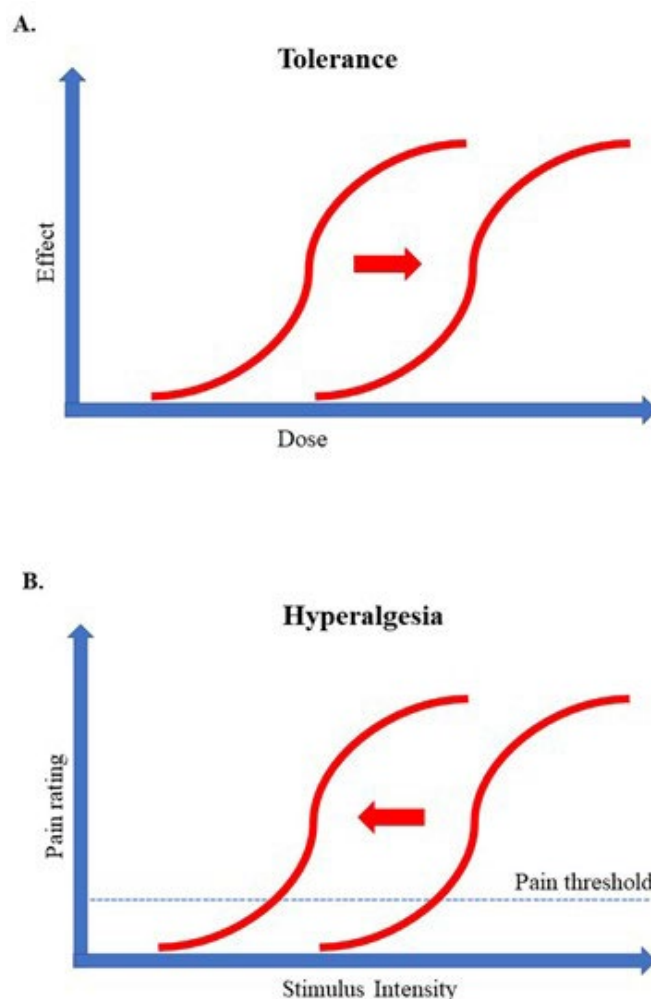 A.
Tolerance
Effect
Dose
B.
Hyperalgesia
Pain rating
Pain threshold
Stimulus Intensity